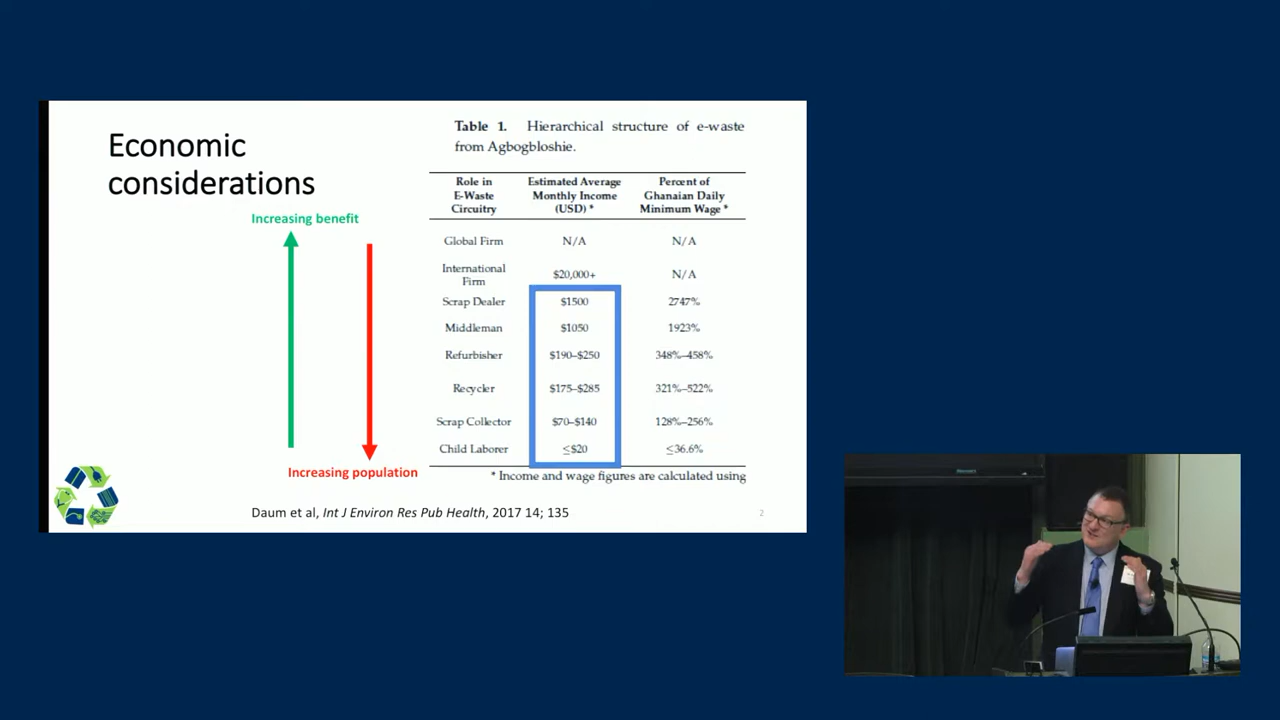 Economic
considerations
Increasing benefit
Increasing population
Table 1. Hierarchical structure of e-waste
from Agbogbloshie.
Role in
E-Waste
Circuitry
Estimated Average
Monthly Income
(USD) *
Percent of
Ghanaian Daily
Minimum Wage *
Global Firm N/A N/A
International
Firm
$20,000+ N/A
Scrap Dealer $1500 2747%
Middleman $1050 1923%
Refurbisher $190–$250 348%–458%
Recycler $175–$285 321%–522%
Scrap Collector $70–$140 128%–256%
Child Laborer ≤$20 ≤36.6%
* Income and wage figures are calculated using
Daum et al, Int J Environ Res Pub Health, 2017 14; 135
2